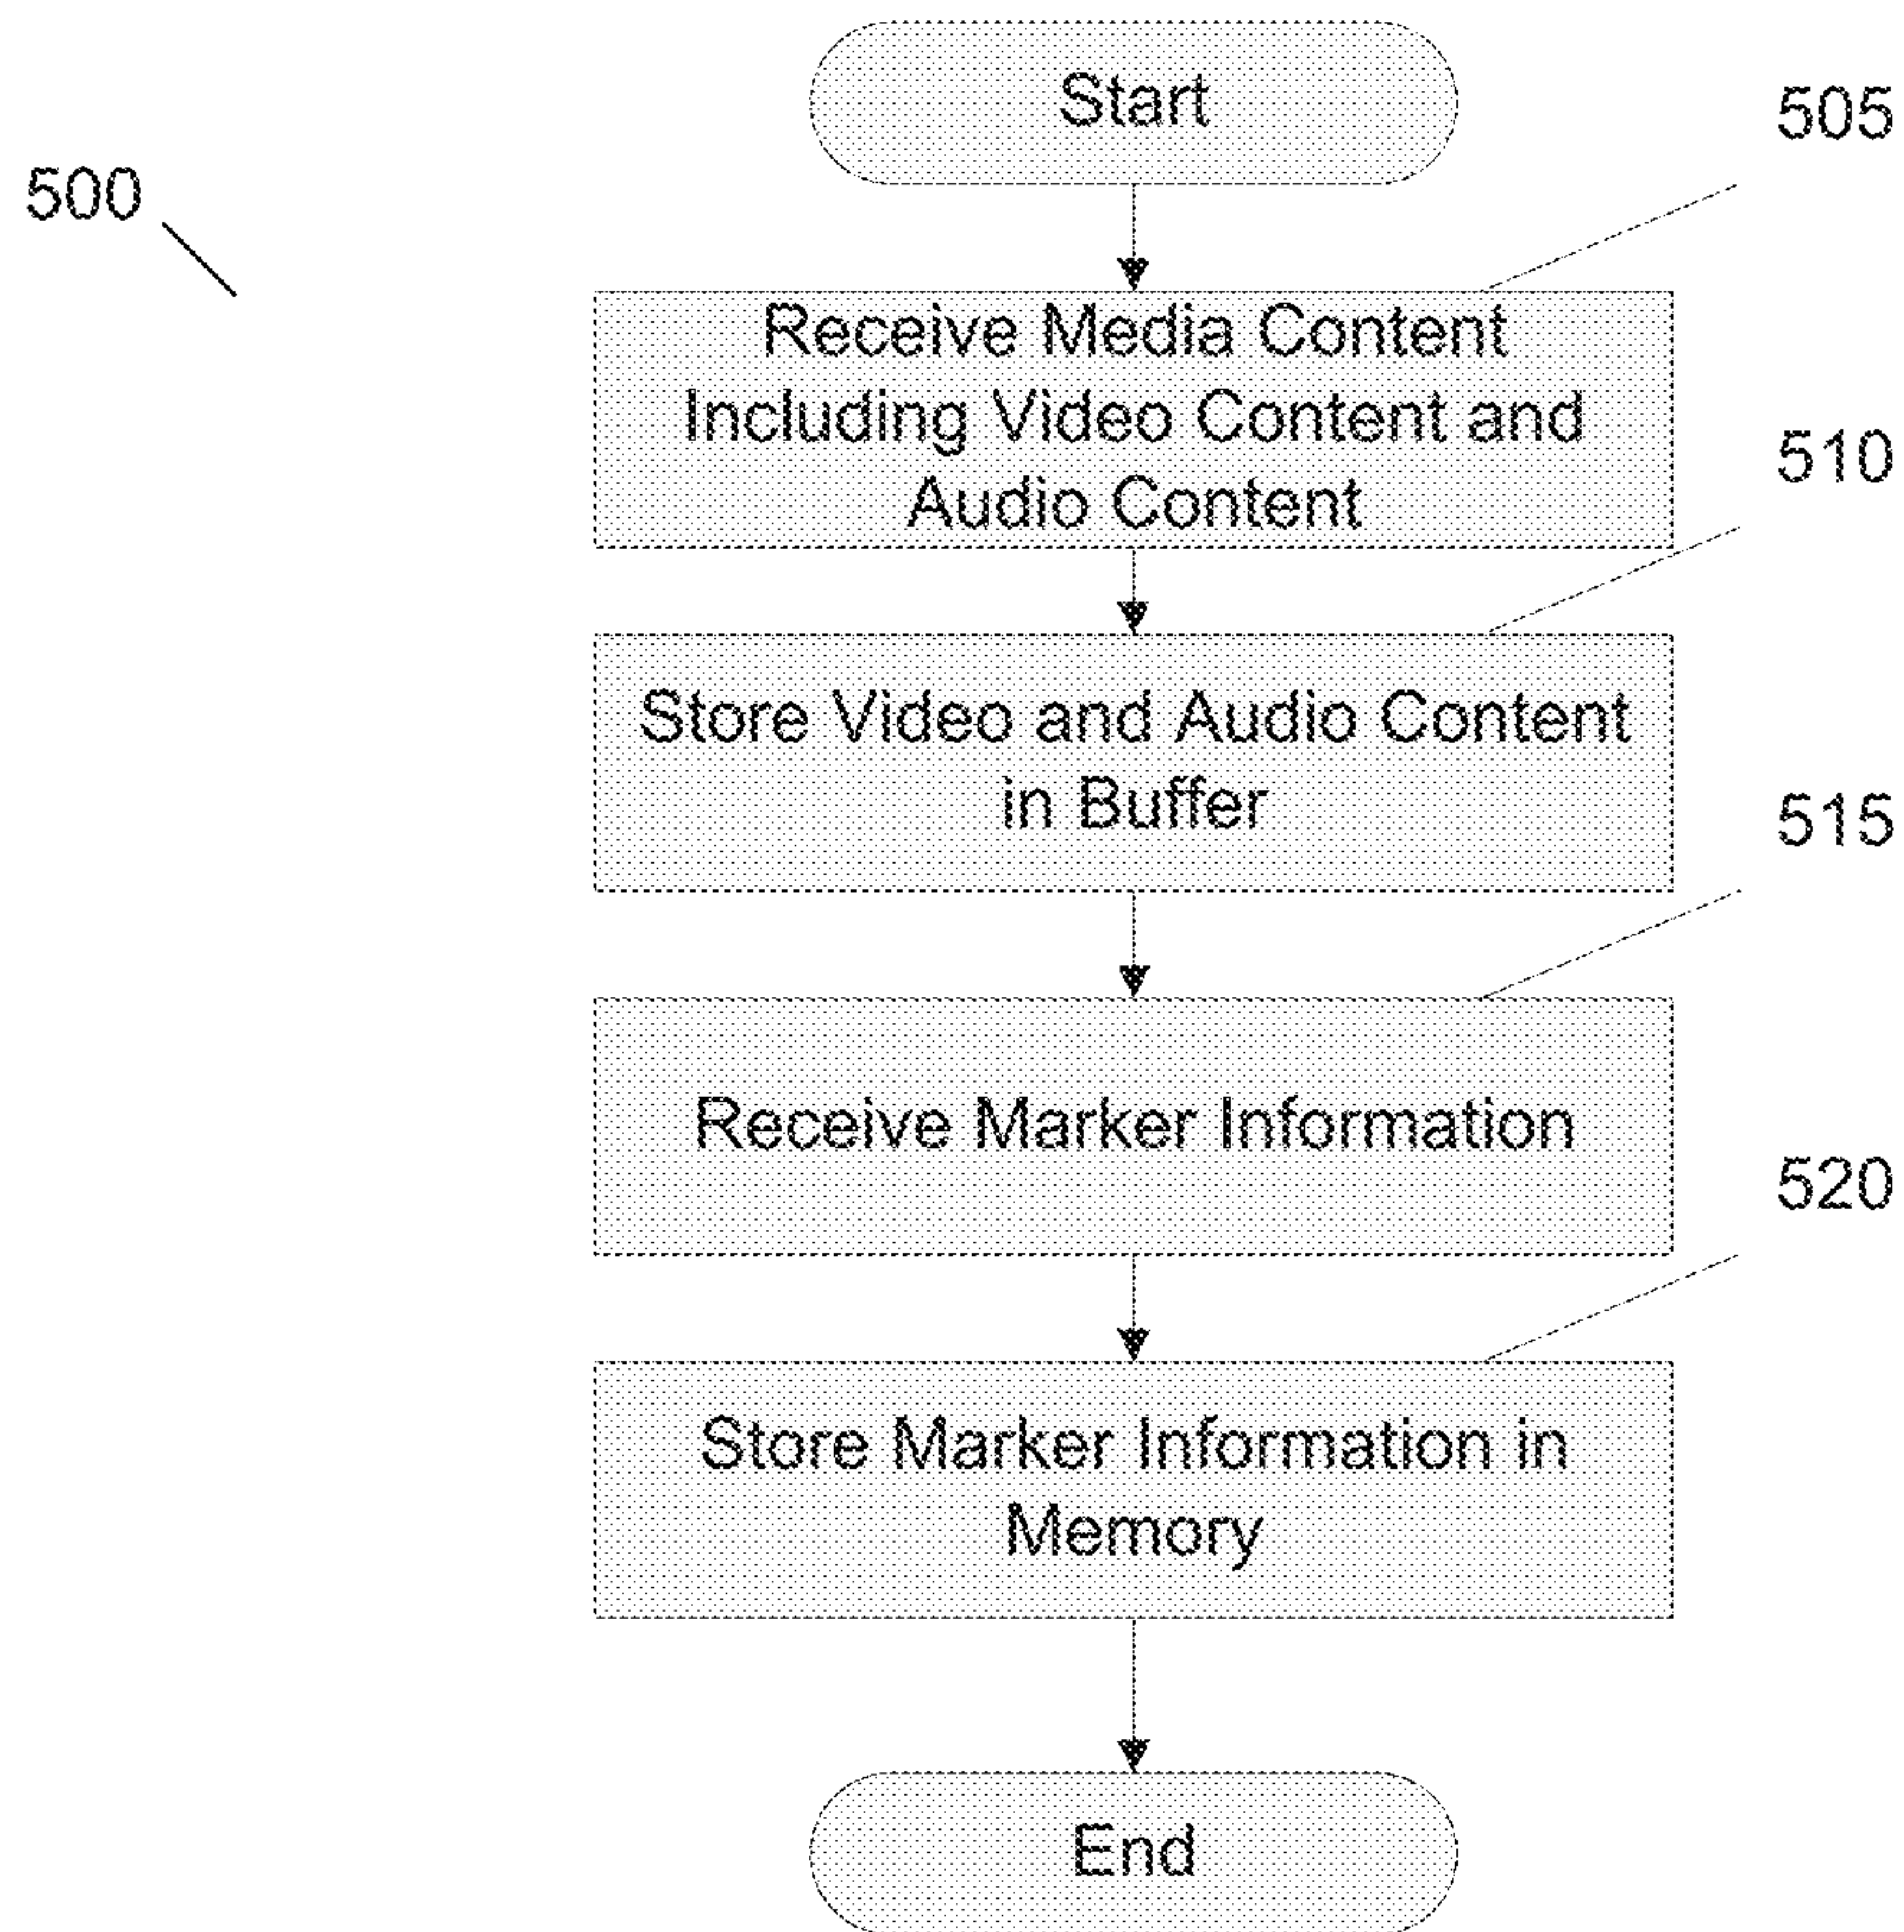 Start
505
500
Receive Media Content
Including Video Content and
Audio Content
510
Store Video and Audio Content
in Buffer
515
Receive Marker Information
520
Store Marker Information in
Memory
End